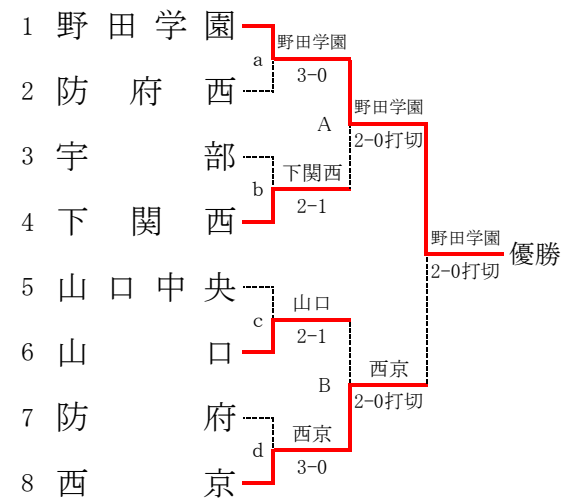 1 野田学園
2 防府西
3 宇部
4 下関西
5 山口中央
6 山口
7 防府
8 西京
a
野田学園
3-0
b
下関西
2-1
c
山口
2-1
d
西京
3-0
A
野田学園
2-0打切
B
西京
2-0打切
野田学園
2-0打切
優勝